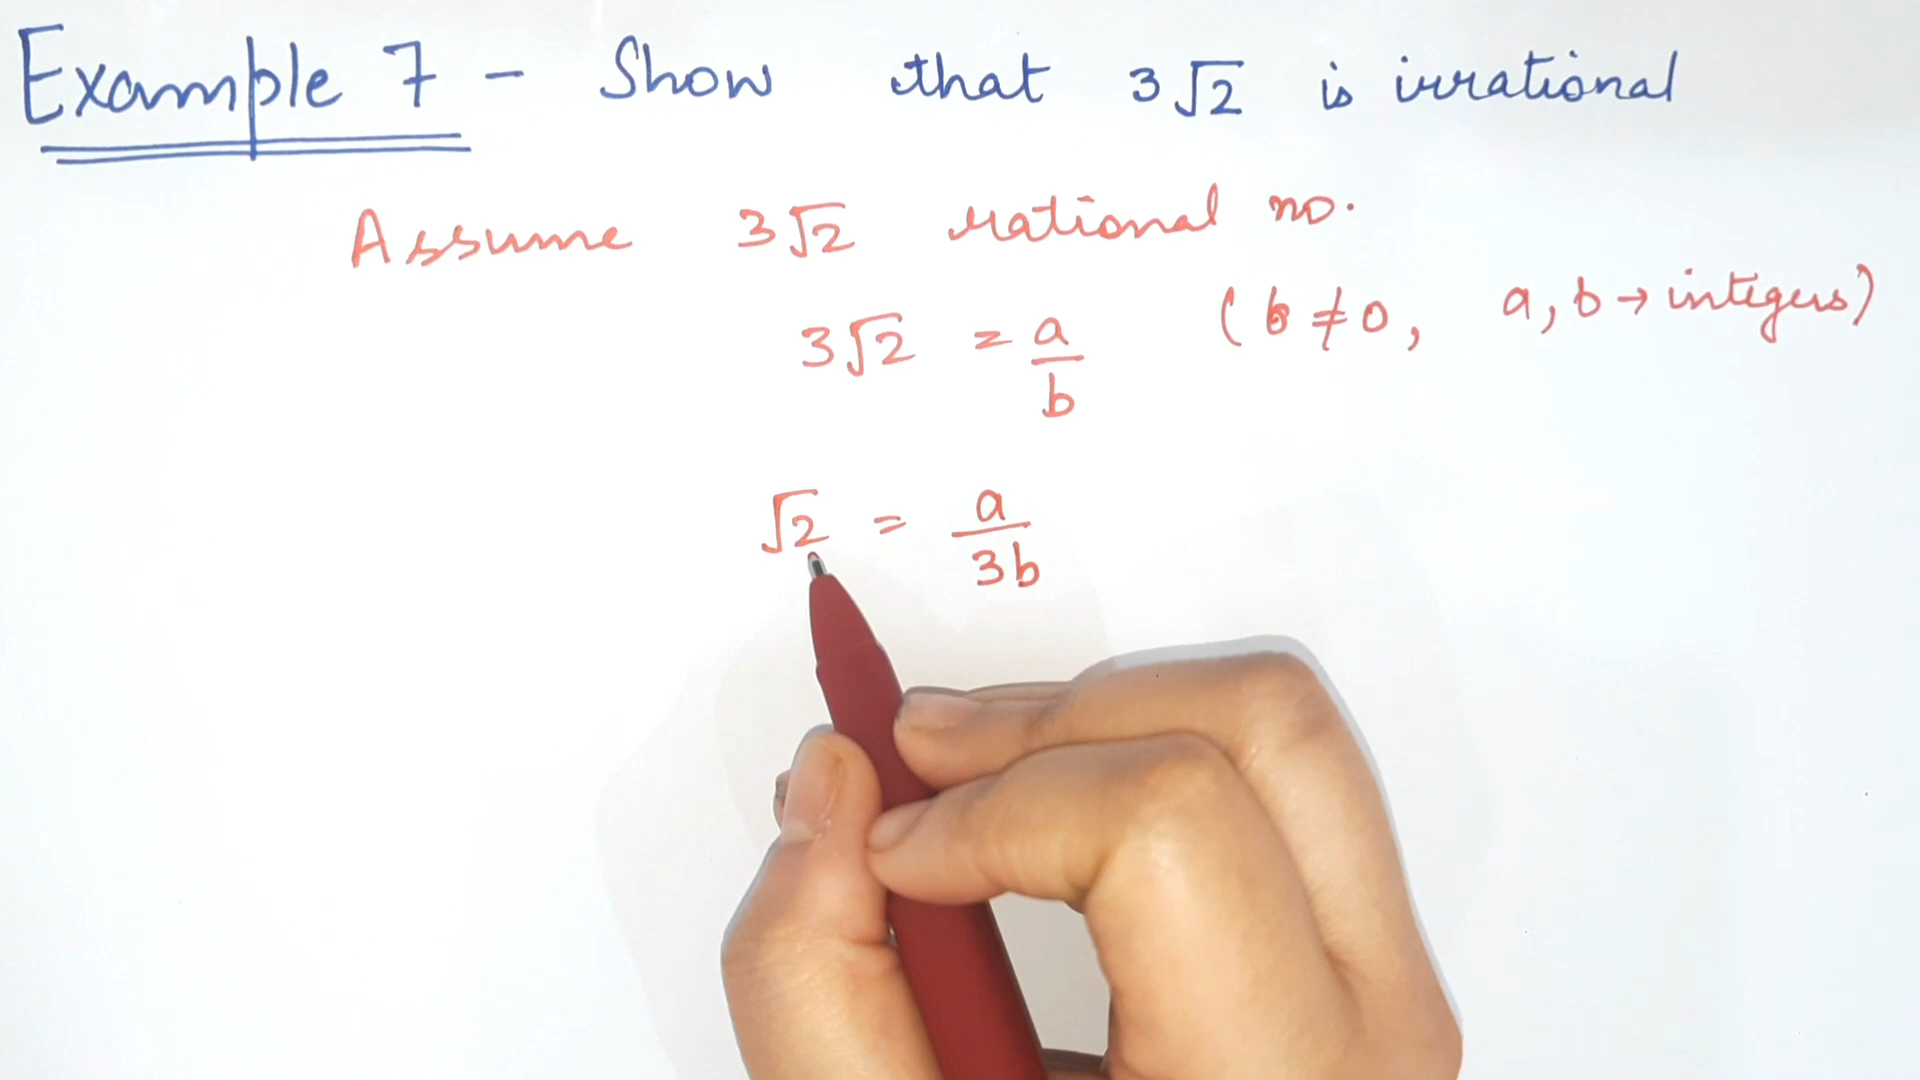 Example 7 - Show that 3√2 is irrational
Assume 3√2 rational no.
3√2 = a/b (b ≠ 0, a, b → integers)
√2 = a/3b